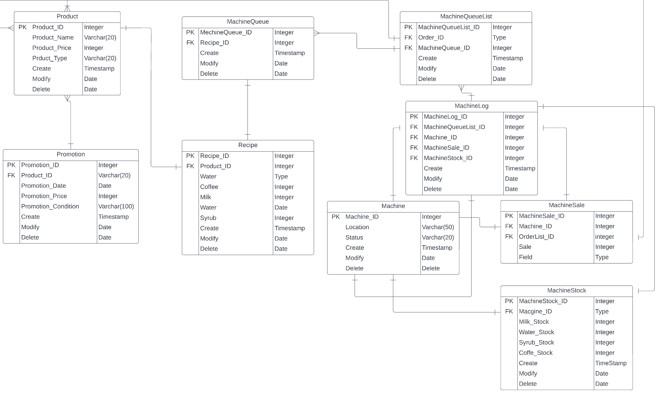 Product
PK Product_ID Integer
Product_Name Varchar(20)
Product_Price Integer
Prduct_Type Varchar(20)
Create Timestamp
Modify Date
Delete Date
MachineQueue
PK MechineQueue_ID Integer
FK Recipe_ID Integer
Create Timestamp
Modify Date
Delete Date
MachineQueueList
PK MachineQueueList_ID Integer
FK Order_ID Type
FK MachineQueue_ID Integer
Create Timestamp
Modify Date
Delete Date
MachineLog
PK MachineLog_ID Integer
FK MachineQueueList_ID Integer
FK Machine_ID Integer
FK MachineSale_ID Integer
FK MachineStock_ID Integer
Create Timestamp
Modify Date
Delete Date
Promotion
PK Promotion_ID Integer
FK Product_ID Varchar(20)
Promotion_Date Date
Promotion_Price Integer
Promotion_Condition Varchar(100)
Create Timestamp
Modify Date
Delete Date
Recipe
PK Recipe_ID Integer
FK Product_ID Integer
Water Type
Coffee Integer
Milk Integer
Water Date
Syrub Integer
Create Timestamp
Modify Date
Delete Date
Machine
PK Machine_ID Integer
Location Varchar(50)
Status Varchar(20)
Create Timestamp
Modify Date
Delete Delete
MachineSale
PK MachineSale_ID Integer
FK Machine_ID Integer
FK OrderList_ID integer
Sale Integer
Field Type
MachineStock
PK MachineStock_ID Integer
FK Macgine_ID Type
Milk_Stock Integer
Water_Stock Integer
Syrub_Stock Integer
Coffe_Stock Integer
Create TimeStamp
Modify Date
Delete Date